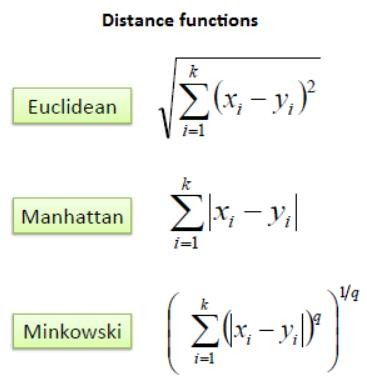 Distance functions
Euclidean √ k ∑ i=1 (x_i − y_i)²
Manhattan k ∑ i=1 |x_i − y_i|
Minkowski ( k ∑ i=1 (|x_i − y_i|)^q )^1/q